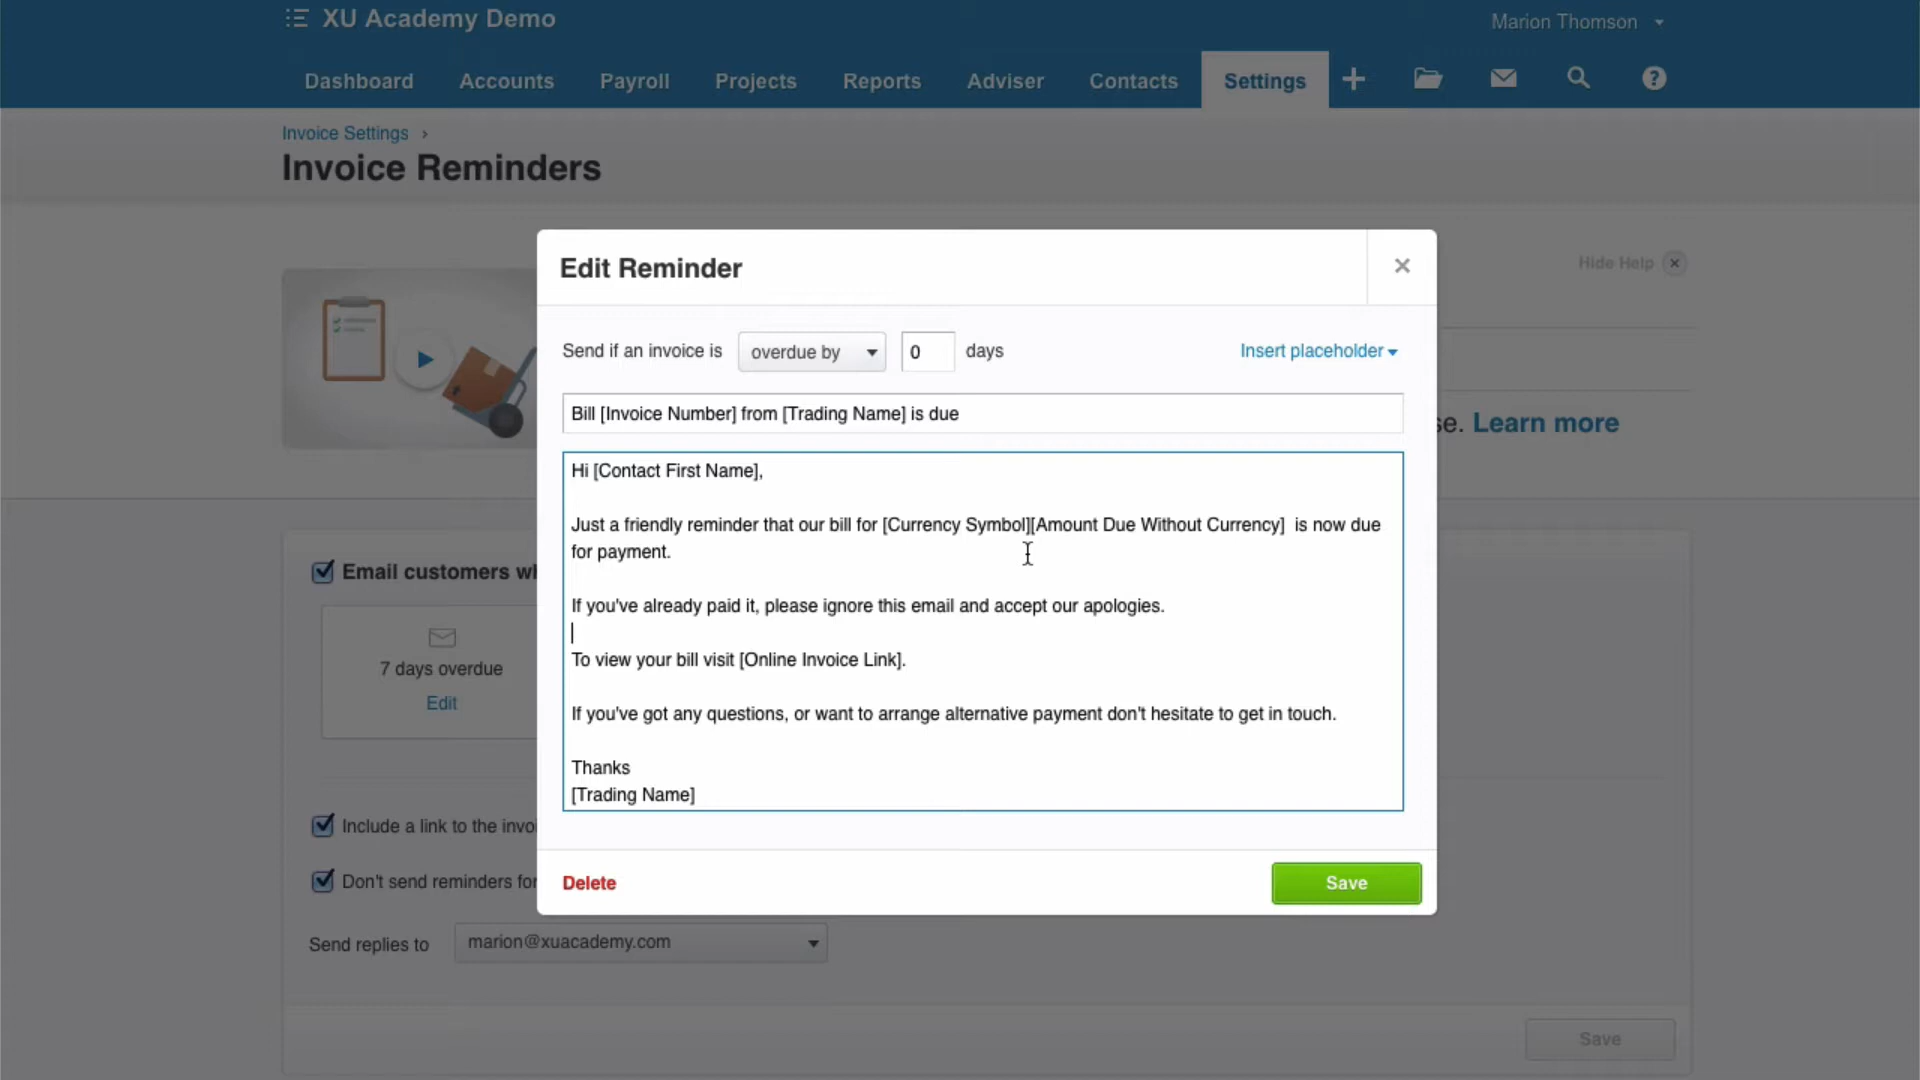 XU Academy Demo
Marion Thomson
Dashboard Accounts Payroll Projects Reports Adviser Contacts Settings
Invoice Settings ›
Invoice Reminders
Hide Help
Edit Reminder
Send if an invoice is overdue by 0 days Insert placeholder
Bill [Invoice Number] from [Trading Name] is due
se. Learn more
Hi [Contact First Name],
Just a friendly reminder that our bill for [Currency Symbol][Amount Due Without Currency]  is now due
for payment.
If you've already paid it, please ignore this email and accept our apologies.
To view your bill visit [Online Invoice Link].
If you've got any questions, or want to arrange alternative payment don't hesitate to get in touch.
Thanks
[Trading Name]
Delete Save
Email customers wh
7 days overdue
Edit
Include a link to the invoi
Don't send reminders for
Send replies to marion@xuacademy.com
Save